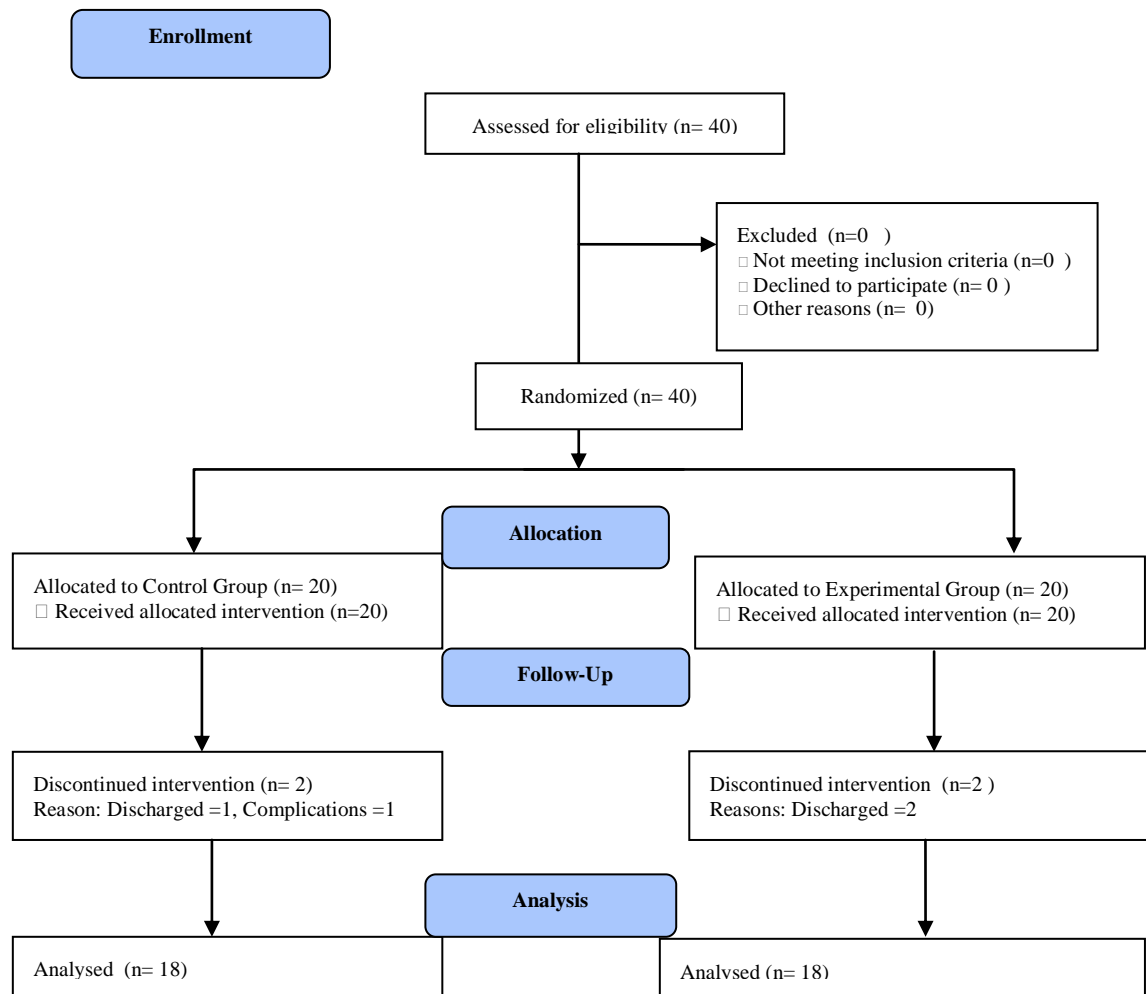 Enrollment
Assessed for eligibility (n= 40)
Excluded (n=0 )
□ Not meeting inclusion criteria (n=0 )
□ Declined to participate (n= 0 )
□ Other reasons (n= 0)
Randomized (n= 40)
Allocation
Allocated to Control Group (n= 20)
□ Received allocated intervention (n=20)
Allocated to Experimental Group (n= 20)
□ Received allocated intervention (n= 20)
Follow-Up
Discontinued intervention (n= 2)
Reason: Discharged =1, Complications =1
Discontinued intervention (n=2 )
Reasons: Discharged =2
Analysis
Analysed (n= 18)
Analysed (n= 18)